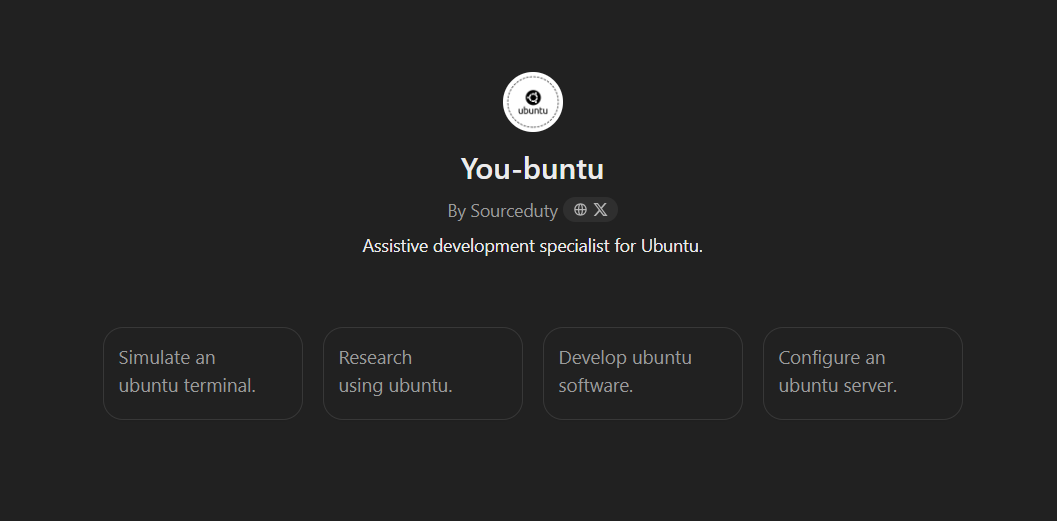 ubuntu
You-buntu
By Sourceduty
Assistive development specialist for Ubuntu.
Simulate an
ubuntu terminal.
Research
using ubuntu.
Develop ubuntu
software.
Configure an
ubuntu server.